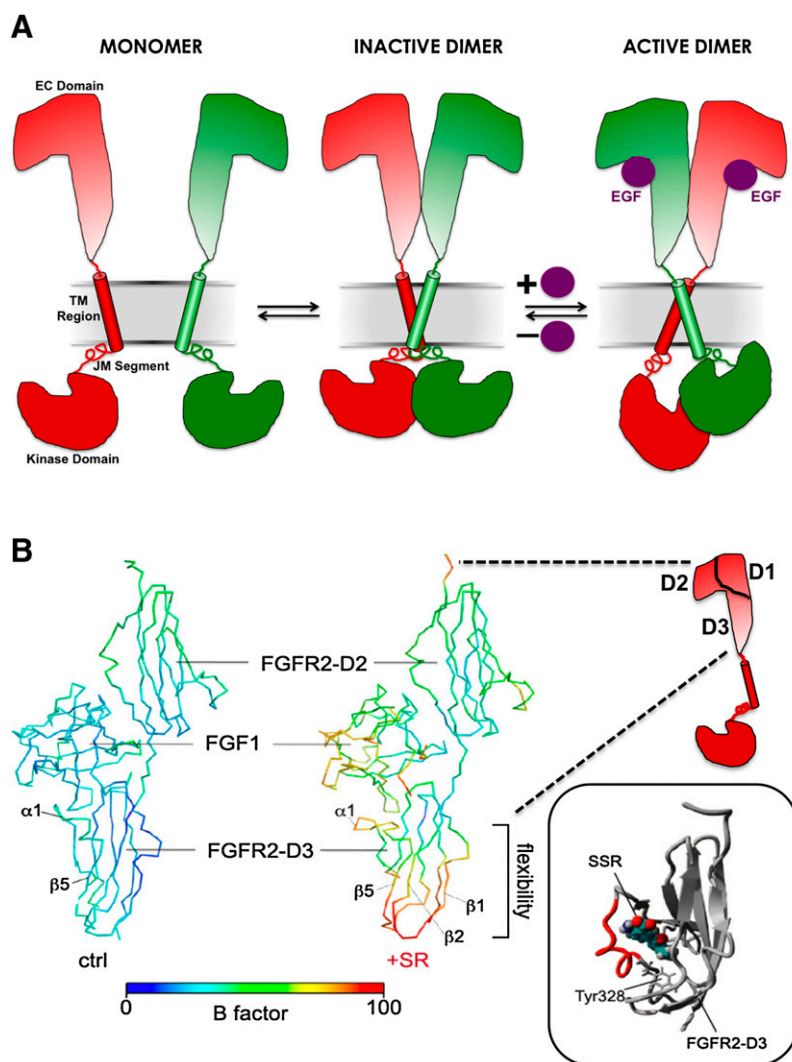 A
MONOMER
INACTIVE DIMER
ACTIVE DIMER
EC Domain
EGF
EGF
TM
Region
+
−
JM Segment
Kinase Domain
B
D2
D1
D3
FGFR2-D2
FGF1
α1
α1
FGFR2-D3
β5
β5
β1
β2
flexibility
ctrl
+SR
0
100
B factor
SSR
Tyr328
FGFR2-D3